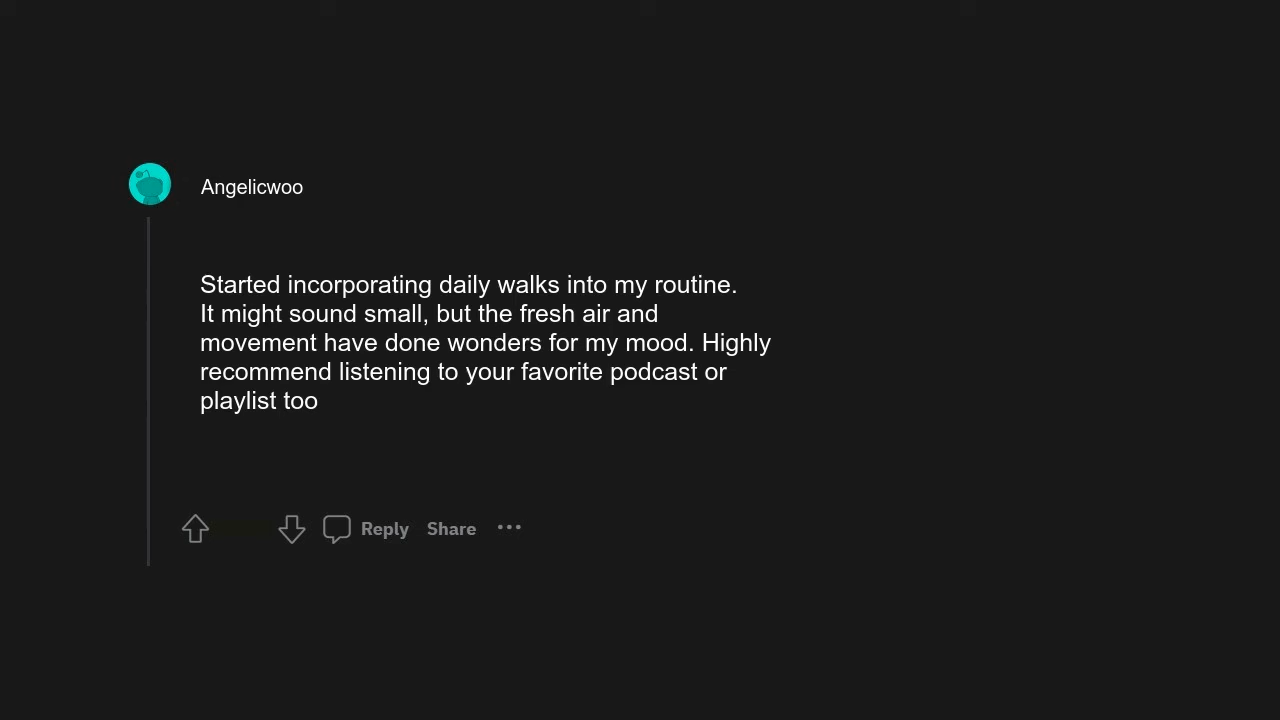 Angelicwoo
Started incorporating daily walks into my routine.
It might sound small, but the fresh air and
movement have done wonders for my mood. Highly
recommend listening to your favorite podcast or
playlist too
Reply Share